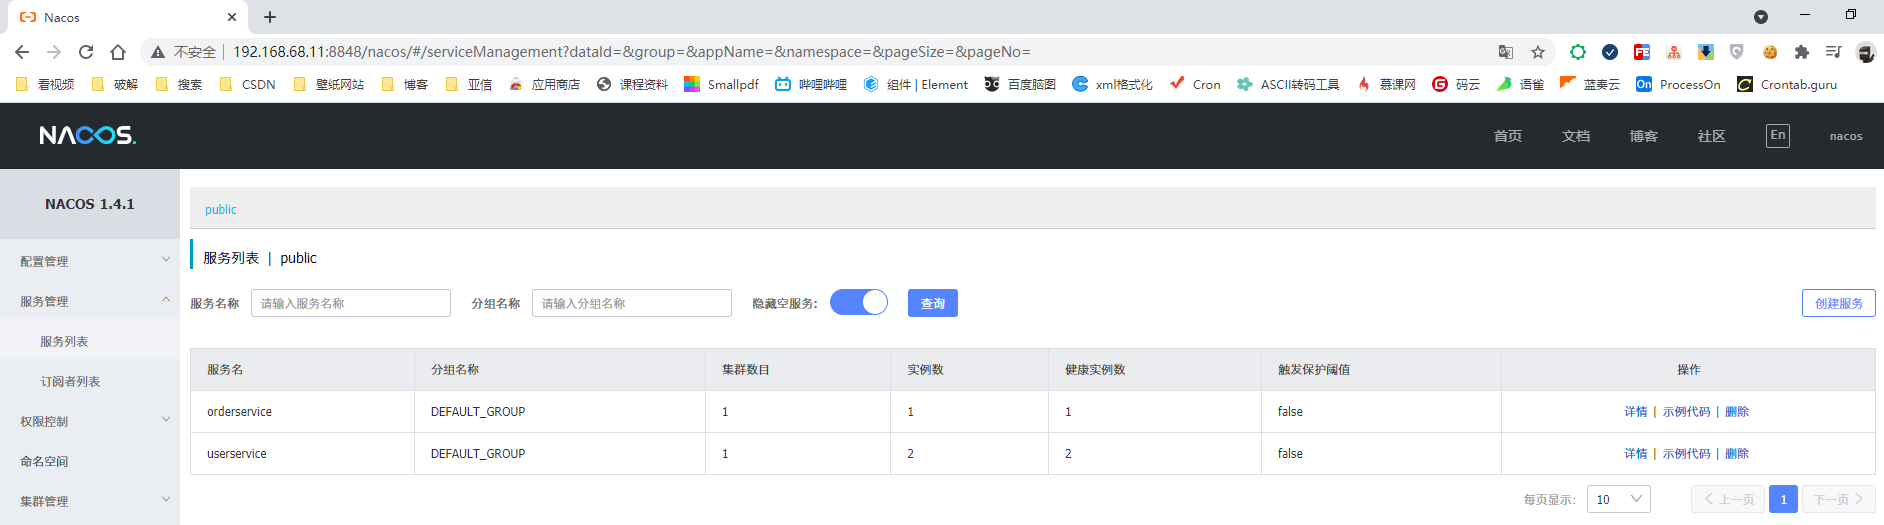 Nacos
不安全 | 192.168.68.11:8848/nacos/#/serviceManagement?dataId=&group=&appName=&namespace=&pageSize=&pageNo=
看视频 破解 搜索 CSDN 壁纸网站 博客 亚信 应用商店 课程资料 Smallpdf 哔哩哔哩 组件 | Element 百度脑图 xml格式化 Cron ASCII转码工具 慕课网 码云 语雀 蓝奏云 On ProcessOn Crontab.guru
NACOS. 首页 文档 博客 社区 En nacos
NACOS 1.4.1
配置管理
服务管理
服务列表
订阅者列表
权限控制
命名空间
集群管理
public
服务列表 | public
服务名称 请输入服务名称 分组名称 请输入分组名称 隐藏空服务: 查询 创建服务
服务名 分组名称 集群数目 实例数 健康实例数 触发保护阈值 操作
orderservice DEFAULT_GROUP 1 1 1 false 详情 | 示例代码 | 删除
userservice DEFAULT_GROUP 1 2 2 false 详情 | 示例代码 | 删除
每页显示: 10 上一页 1 下一页